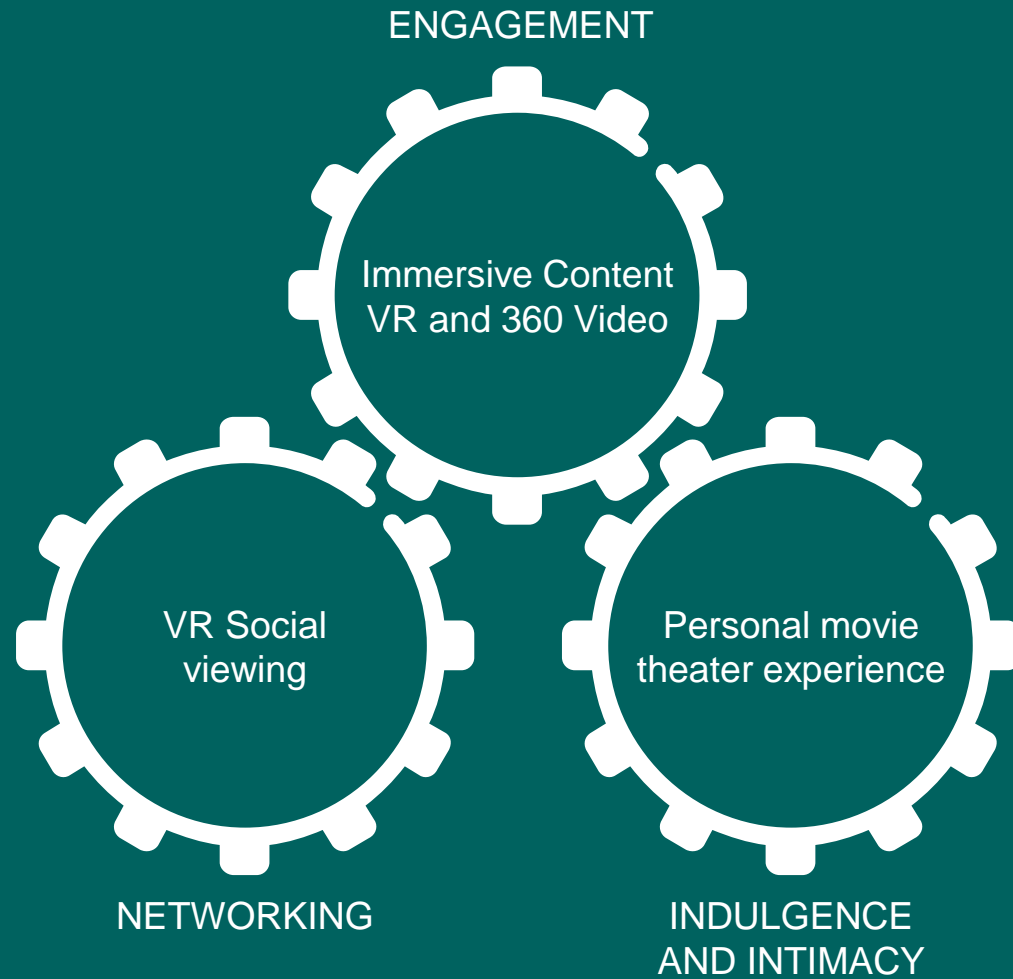 ENGAGEMENT
Immersive Content
VR and 360 Video
VR Social
viewing
Personal movie
theater experience
NETWORKING
INDULGENCE
AND INTIMACY